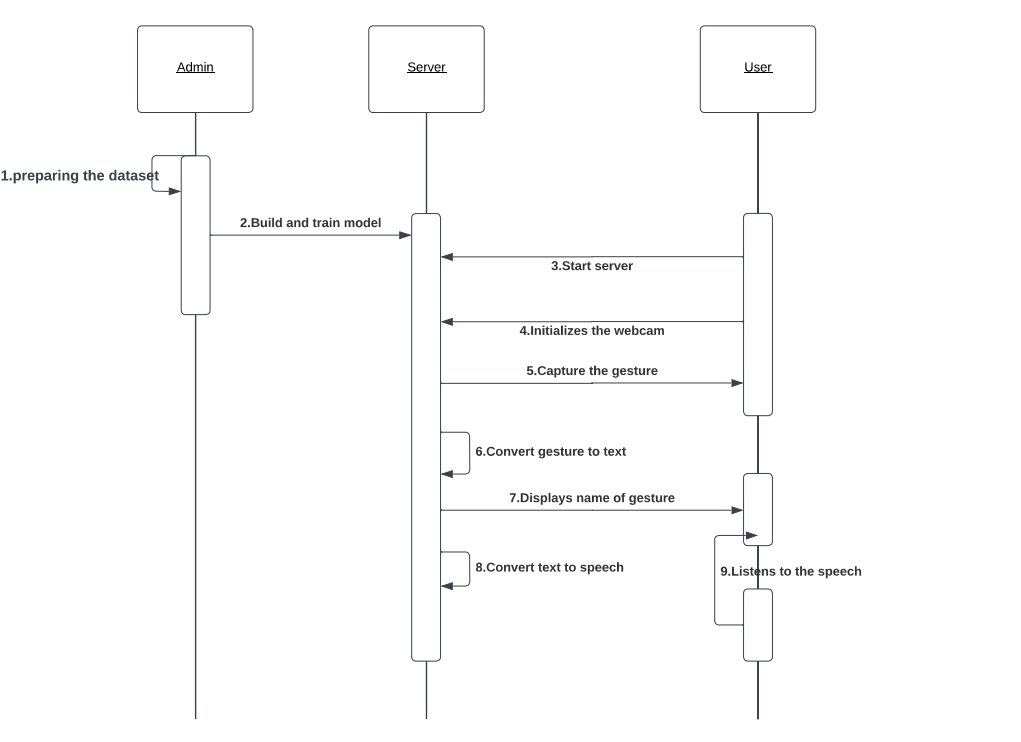 Admin
Server
User
1.preparing the dataset
2.Build and train model
3.Start server
4.Initializes the webcam
5.Capture the gesture
6.Convert gesture to text
7.Displays name of gesture
8.Convert text to speech
9.Listens to the speech